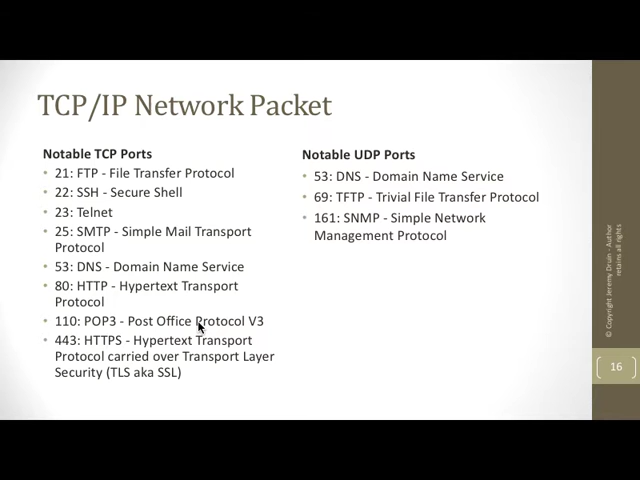 TCP/IP Network Packet
Notable TCP Ports
• 21: FTP - File Transfer Protocol
• 22: SSH - Secure Shell
• 23: Telnet
• 25: SMTP - Simple Mail Transport
Protocol
• 53: DNS - Domain Name Service
• 80: HTTP - Hypertext Transport
Protocol
• 110: POP3 - Post Office Protocol V3
• 443: HTTPS - Hypertext Transport
Protocol carried over Transport Layer
Security (TLS aka SSL)
Notable UDP Ports
• 53: DNS - Domain Name Service
• 69: TFTP - Trivial File Transfer Protocol
• 161: SNMP - Simple Network
Management Protocol
© Copyright Jeremy Druin - Author
retains all rights
16